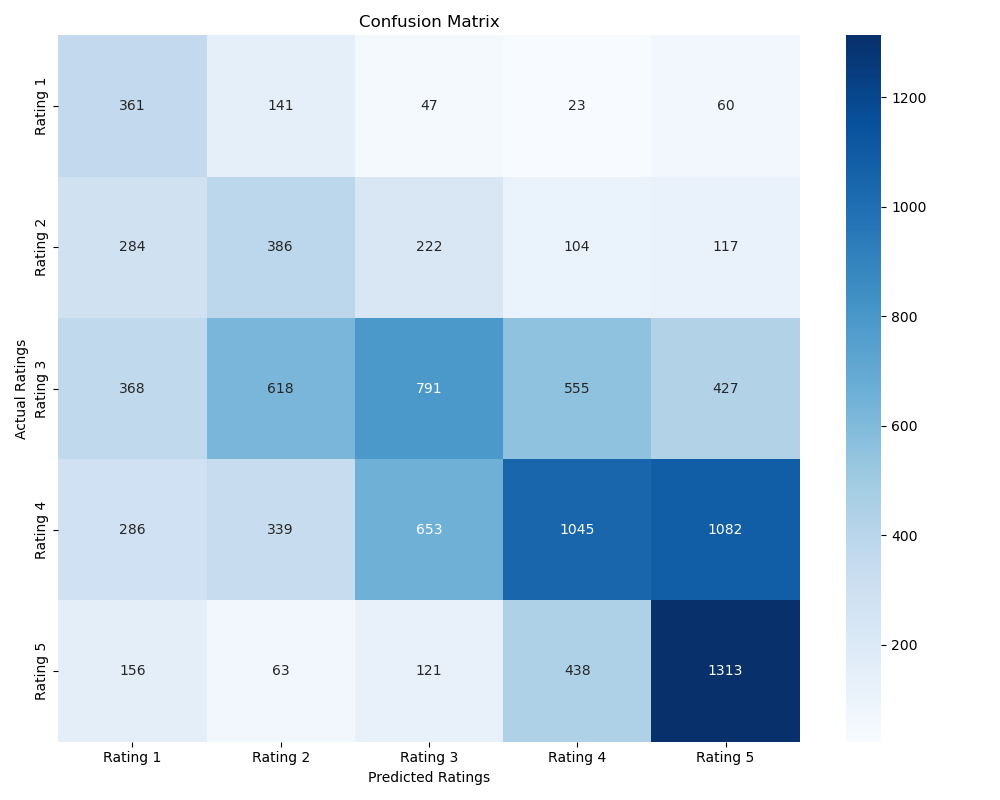 Confusion Matrix
Actual Ratings
Rating 1
361 141 47 23 60
Rating 2
284 386 222 104 117
Rating 3
368 618 791 555 427
Rating 4
286 339 653 1045 1082
Rating 5
156 63 121 438 1313
Rating 1 Rating 2 Rating 3 Rating 4 Rating 5
Predicted Ratings
1200
1000
800
600
400
200